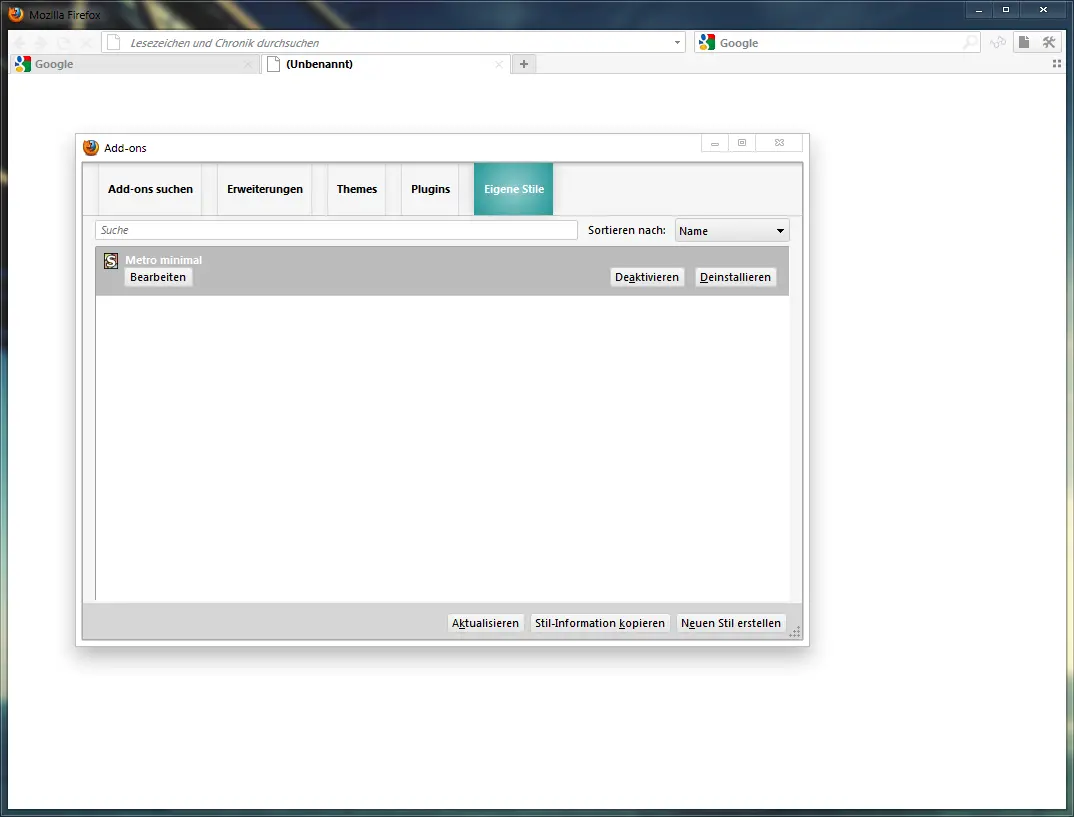 Mozilla Firefox
Lesezeichen und Chronik durchsuchen
Google
Google
(Unbenannt)
Add-ons
Add-ons suchen
Erweiterungen
Themes
Plugins
Eigene Stile
Suche
Sortieren nach:
Name
Metro minimal
Bearbeiten
Deaktivieren
Deinstallieren
Aktualisieren
Stil-Information kopieren
Neuen Stil erstellen